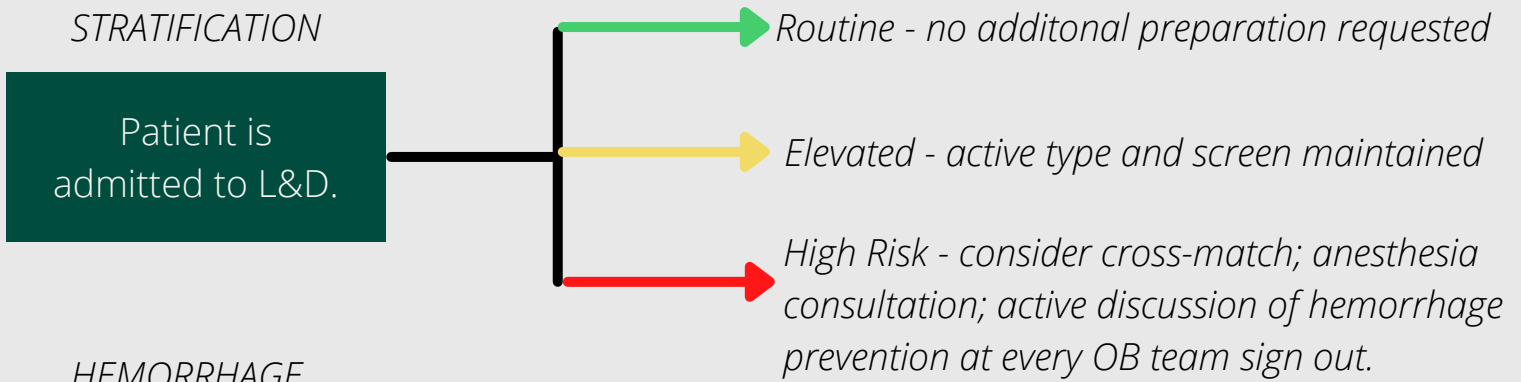 STRATIFICATION
Patient is
admitted to L&D.
Routine - no additonal preparation requested
Elevated - active type and screen maintained
High Risk - consider cross-match; anesthesia
consultation; active discussion of hemorrhage
prevention at every OB team sign out.
HEMORRHAGE